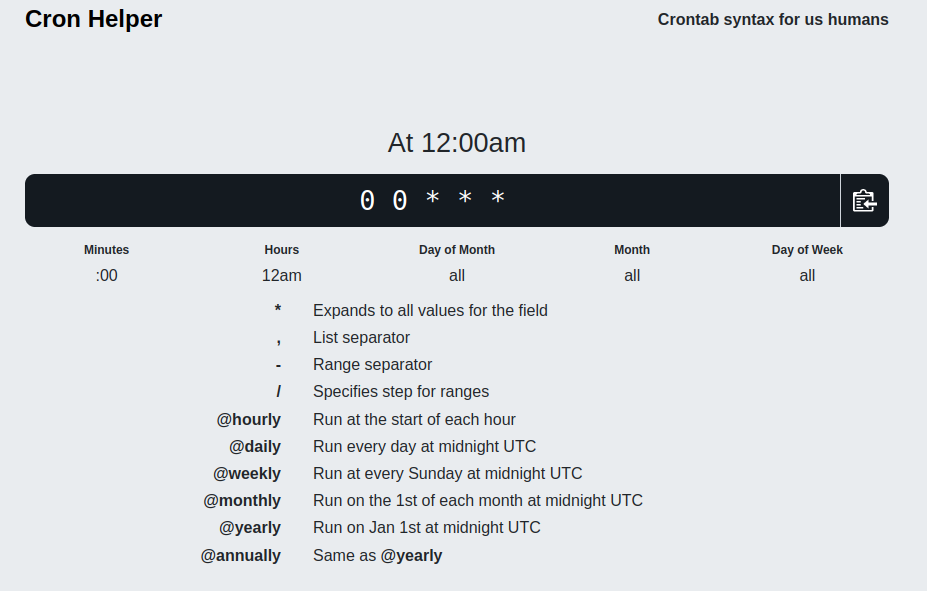 Cron Helper
Crontab syntax for us humans
At 12:00am
0 0 * * *
Minutes Hours Day of Month Month Day of Week
:00 12am all all all
* Expands to all values for the field
, List separator
- Range separator
/ Specifies step for ranges
@hourly Run at the start of each hour
@daily Run every day at midnight UTC
@weekly Run at every Sunday at midnight UTC
@monthly Run on the 1st of each month at midnight UTC
@yearly Run on Jan 1st at midnight UTC
@annually Same as @yearly